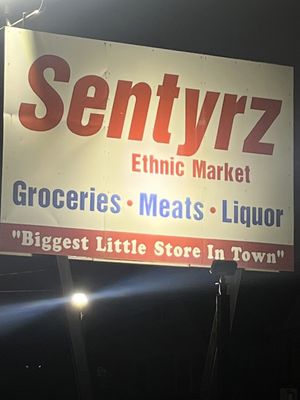 Sentyrz
Ethnic Market
Groceries • Meats • Liquor
"Biggest Little Store In Town"